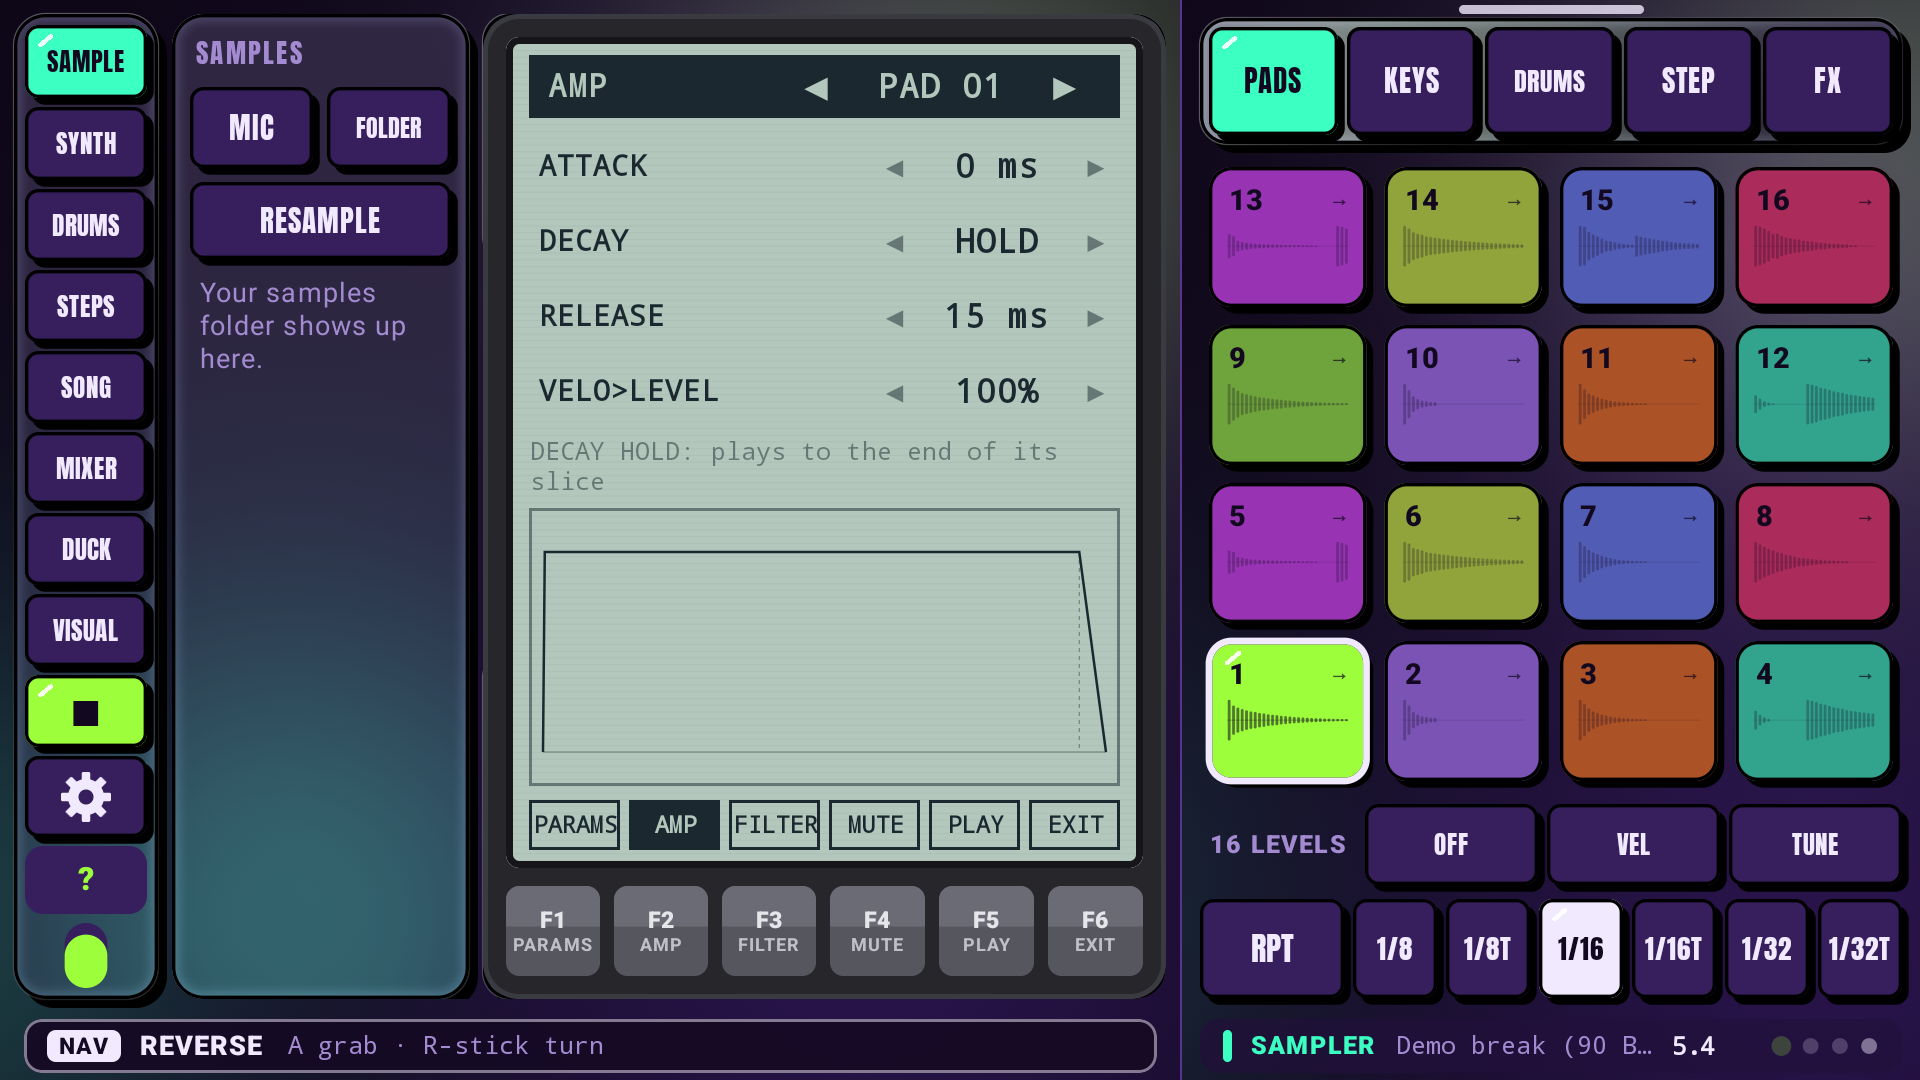 SAMPLE
SYNTH
DRUMS
STEPS
SONG
MIXER
DUCK
VISUAL
?
SAMPLES
MIC FOLDER
RESAMPLE
Your samples
folder shows up
here.
AMP ◀ PAD 01 ▶
ATTACK ◀ 0 ms ▶
DECAY ◀ HOLD ▶
RELEASE ◀ 15 ms ▶
VELO>LEVEL ◀ 100% ▶
DECAY HOLD: plays to the end of its
slice
PARAMS AMP FILTER MUTE PLAY EXIT
F1 F2 F3 F4 F5 F6
PARAMS AMP FILTER MUTE PLAY EXIT
NAV REVERSE A grab · R-stick turn
PADS KEYS DRUMS STEP FX
13 → 14 → 15 → 16 →
9 → 10 → 11 → 12 →
5 → 6 → 7 → 8 →
1 → 2 → 3 → 4 →
16 LEVELS OFF VEL TUNE
RPT 1/8 1/8T 1/16 1/16T 1/32 1/32T
SAMPLER Demo break (90 B… 5.4